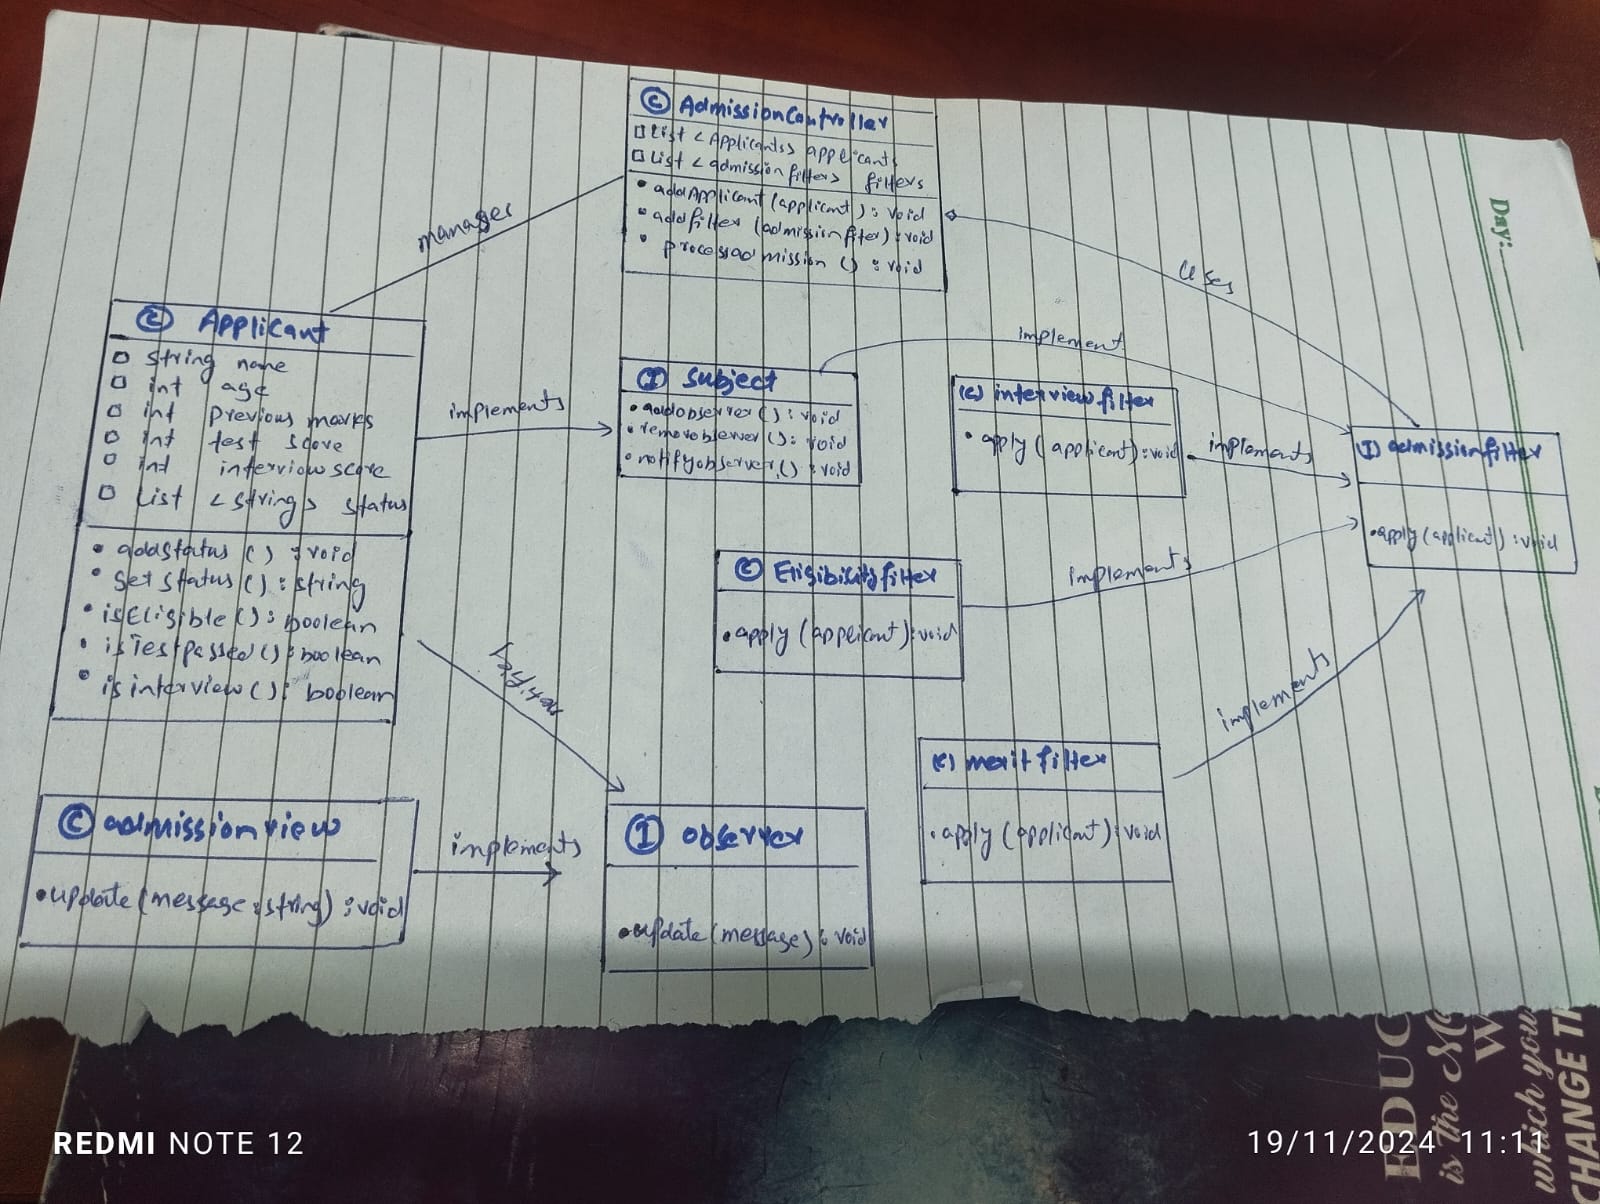 Day:
Ⓒ AdmissionController
List < Applicants> applicants
List < admission filters> filters
addApplicant (applicant) : void
addfilter (admission filter) : void
processadmission () : void
manages
uses
Ⓒ Applicant
string name
int age
int previous marks
int test score
int interview score
List < string > status
addstatus () : void
get status () : string
isEligible () : boolean
isTestpassed () : boolean
is interview () : boolean
implements
Ⓘ subject
addobserver () : void
removobserver () : void
notifyobserver () : void
implement
(c) interview filter
apply ( applicant) : void
implements
(I) admissionfilter
apply (applicant) : void
Ⓒ Eligibility filter
apply (applicant) : void
implements
(c) merit filter
apply (applicant) : void
implements
Ⓒ admissionview
update (message : string) : void
implements
Ⓘ observer
update (message) : void
REDMI NOTE 12
19/11/2024 11:11
EDUC
is the
which you
CHANGE TH